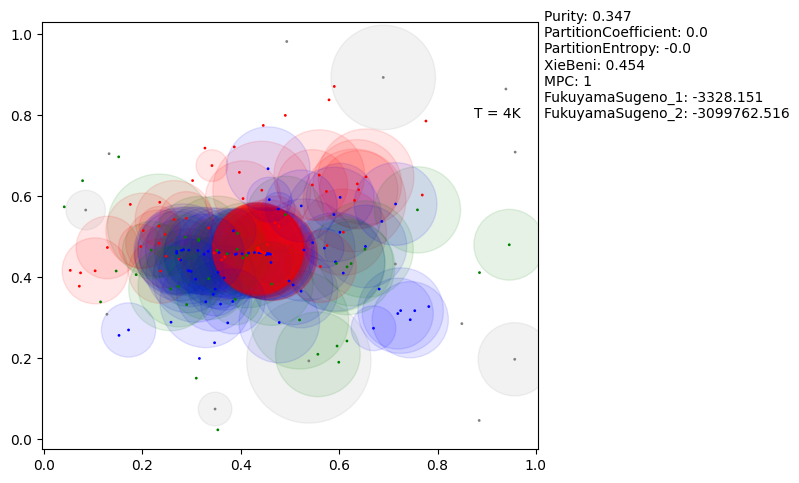 Purity: 0.347
PartitionCoefficient: 0.0
PartitionEntropy: -0.0
XieBeni: 0.454
MPC: 1
FukuyamaSugeno_1: -3328.151
FukuyamaSugeno_2: -3099762.516
T = 4K
1.0
0.8
0.6
0.4
0.2
0.0
0.0 0.2 0.4 0.6 0.8 1.0